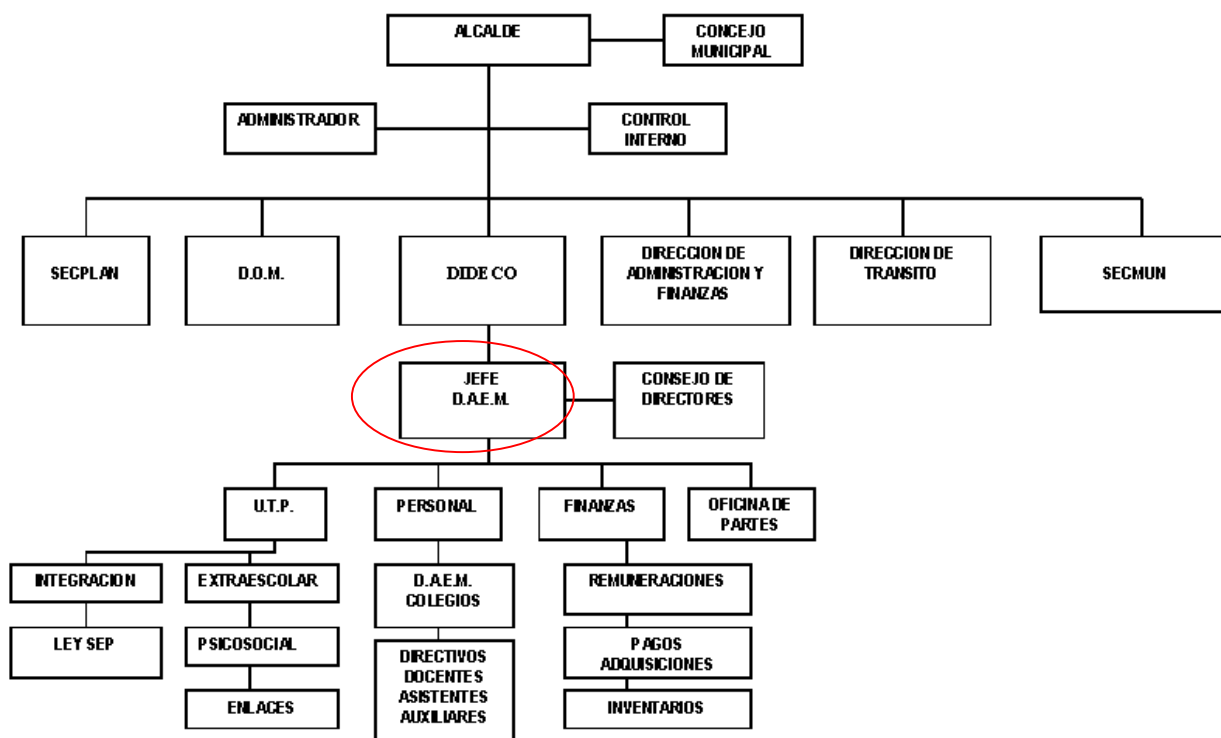 ALCALDE
CONCEJO
MUNICIPAL
ADMINISTRADOR
CONTROL
INTERNO
SECPLAN
D.O.M.
DIDE CO
DIRECCION DE
ADMINISTRACION Y
FINANZAS
DIRECCION DE
TRANSITO
SECMUN
JEFE
D.A.E.M.
CONSEJO DE
DIRECTORES
U.T.P.
PERSONAL
FINANZAS
OFICINA DE
PARTES
INTEGRACION
EXTRAESCOLAR
D.A.E.M.
COLEGIOS
REMUNERACIONES
LEY SEP
PSICOSOCIAL
DIRECTIVOS
DOCENTES
ASISTENTES
AUXILIARES
PAGOS
ADQUISICIONES
ENLACES
INVENTARIOS